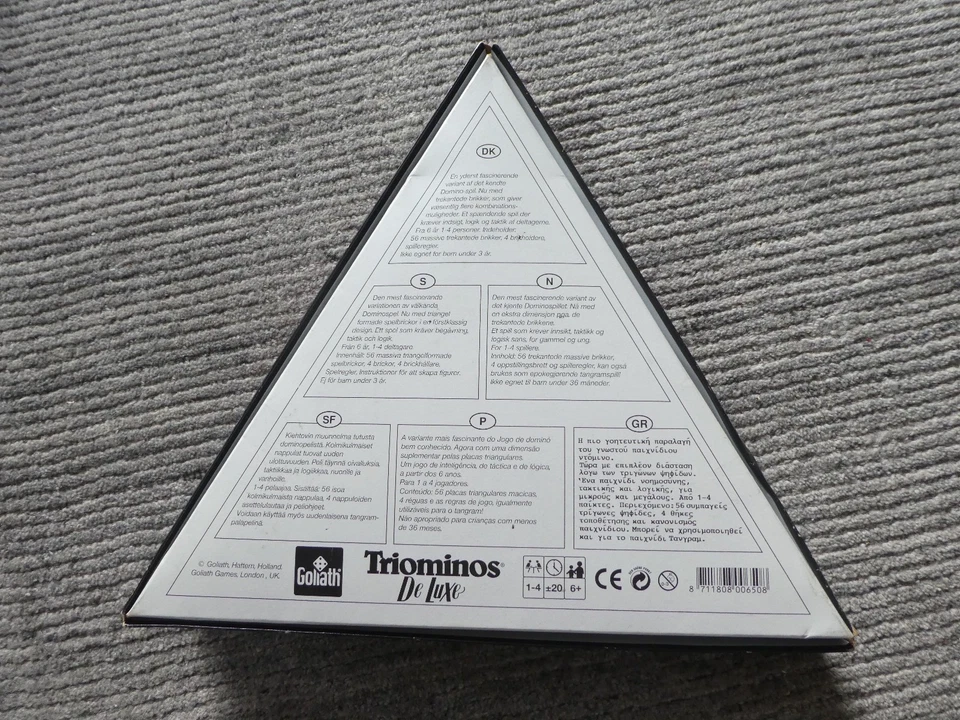 DK
En yderst fascinerende
variant af det kendte
Domino-spil. Nu med
trekantede brikker, som giver
væsentlig flere kombinations-
muligheder. Et spændende spil der
kræver indsigt, logik og taktik af deltagerne.
Fra 6 år 1-4 personer. Indeholder:
56 massive trekantede brikker, 4 brikholdere,
spilleregler.
Ikke egnet for børn under 3 år.
S
Den mest fascinerande
variationen av välkända
Dominospel. Nu med triangel
formade spelbrickor i en förstklassig
design. Ett spel som kräver begåvning,
taktik och logik.
Från 6 år, 1-4 deltagare
Innehåll: 56 massiva triangelformade
spelbrickor, 4 brickor, 4 brickhållare,
Spelregler, Instruktioner för att skapa figurer.
Ej för barn under 3 år.
N
Den mest fascinerende variant av
det kjente Dominospillet. Nå med
en ekstra dimensjon pga. de
trekantede brikkene.
Et spil som krever innsikt, taktikk og
logisk sans, for gammel og ung.
For 1-4 spillere.
Innhold: 56 trekantede massive brikker,
4 oppstillingsbrett og spilleregler, kan også
brukes som epokegjørende tangramspill!
Ikke egnet til barn under 36 måneder.
SF
Kiehtovin muunnelma tutusta
dominopelistä. Kolmikulmaiset
nappulat tuovat uuden
ulotuvuuden. Peli täynnä oivalluksia,
taktiikkaa ja logiikkaa, nuorille ja
vanhoille.
1-4 pelaajaa. Sisältää: 56 isoa
kolmikulmaista nappulaa, 4 nappuloiden
asettelulautaa ja peliohjeet.
Voidaan käyttää myös uudenlaisena tangram-
palapelinä.
P
A variante mais fascinante do Jogo de dominó
bem conhecido. Agora com uma dimensão
suplementar pelas placas triangulares.
Um jogo de inteligência, de táctica e de lógica,
a partir dos 6 anos.
Para 1 a 4 jogadores.
Conteúdo: 56 placas triangulares macicas,
4 réguas e as regras de jogo, igualmente
utilizáveis para o tangram!
Não apropriado para crianças com menos
de 36 meses.
GR
Η πιο γοητευτική παραλαγή
του γνωστού παιχνίδιου
ντόμινο.
Τώρα με επιπλέον διάσταση
λόγω των τριγώνων ψηφίδων.
Ένα παιχνίδι νοημοσύνης,
τακτικής και λογικής, για
μικρούς και μεγάλους. Απο 1-4
παίκτες. Περιεχόμενο: 56 συμπαγείς
τρίγωνες ψηφίδες, 4 θήκες
τοποθέτησης και κανονισμός
παιχνίδιου. Μπορεί να χρησιμοποιηθεί
και για το παιχνίδι Τανγραμ.
© Goliath, Hattem, Holland.
Goliath Games, London, UK.
Goliath®
Triominos®
De Luxe
1-4 ±20 6+
CE
8 711808 006508